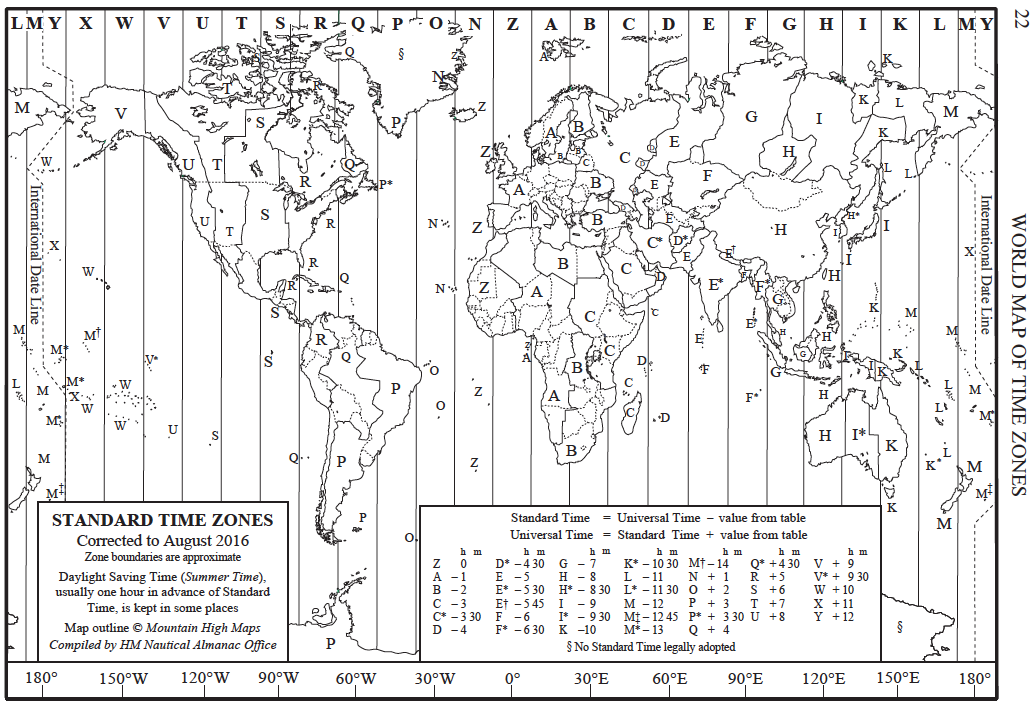 L M Y X W V U T S R Q P O N Z A B C D E F G H I K L M Y
22
WORLD MAP OF TIME ZONES
International Date Line
International Date Line
STANDARD TIME ZONES
Corrected to August 2016
Zone boundaries are approximate
Daylight Saving Time (Summer Time),
usually one hour in advance of Standard
Time, is kept in some places
Map outline © Mountain High Maps
Compiled by HM Nautical Almanac Office
Standard Time = Universal Time – value from table
Universal Time = Standard Time + value from table
h m h m h m h m h m h m h m h m
Z 0 D* – 4 30 G – 7 K* –10 30 M† –14 Q* + 4 30 V + 9
A – 1 E – 5 H – 8 L –11 N + 1 R + 5 V* + 9 30
B – 2 E* – 5 30 H* – 8 30 L* –11 30 O + 2 S + 6 W +10
C – 3 E† – 5 45 I – 9 M –12 P + 3 T + 7 X +11
C* – 3 30 F – 6 I* – 9 30 M‡ –12 45 P* + 3 30 U + 8 Y +12
D – 4 F* – 6 30 K –10 M* –13 Q + 4
§ No Standard Time legally adopted
180° 150°W 120°W 90°W 60°W 30°W 0° 30°E 60°E 90°E 120°E 150°E 180°